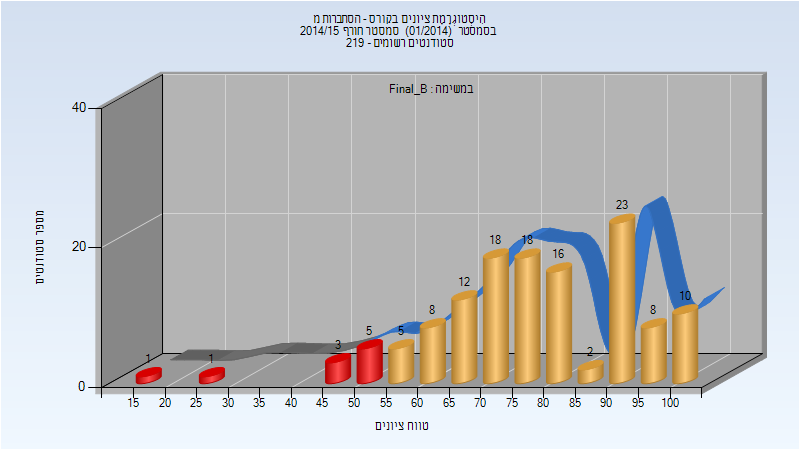 היסטוגרמת ציונים בקורס - הסתברות מ
בסמסטר (01/2014) סמסטר חורף 2014/15
סטודנטים רשומים - 219
במשימה : Final_B
מספר סטודנטים
40
20
0
1
1
3
5
5
8
12
18
18
16
2
23
8
10
15 20 25 30 35 40 45 50 55 60 65 70 75 80 85 90 95 100
טווח ציונים